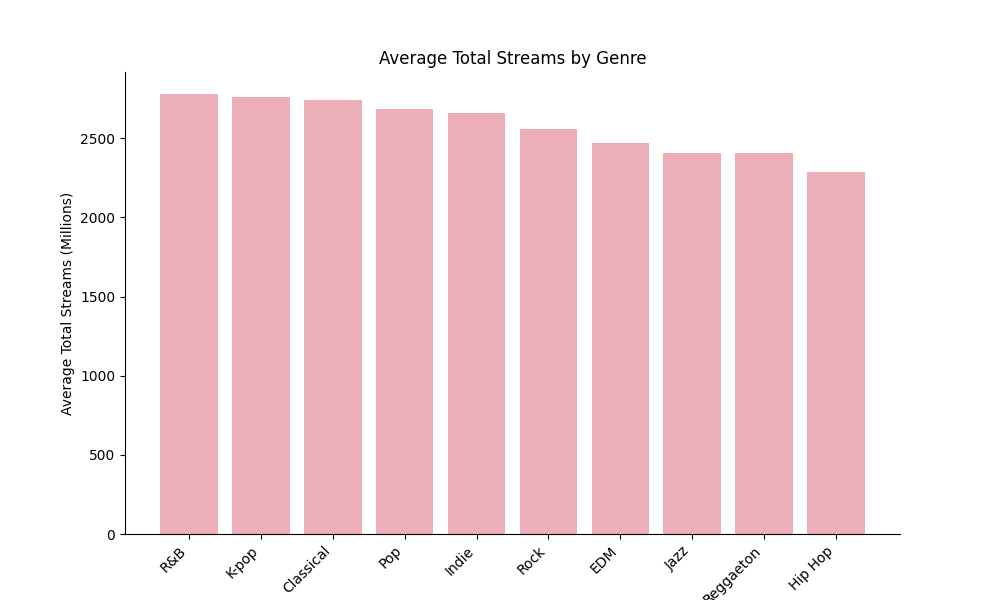 Average Total Streams by Genre
Average Total Streams (Millions)
2500
2000
1500
1000
500
0
R&B
K-pop
Classical
Pop
Indie
Rock
EDM
Jazz
Reggaeton
Hip Hop